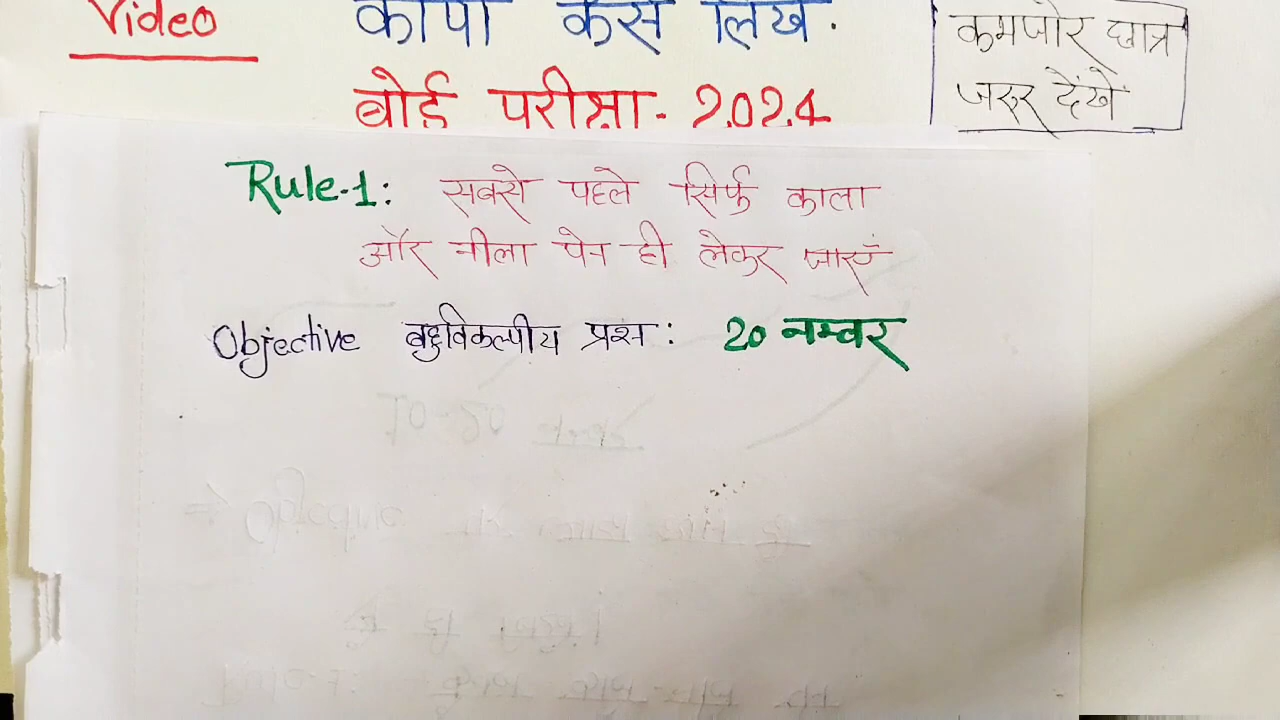 Video
कापी कैसे लिखें.
बोर्ड परीक्षा- 2024
कमजोर छात्र
जरुर देंखें
Rule-1: सबसे पहले सिर्फ काला
और नीला पेन ही लेकर जाएं
Objective बहुविकल्पीय प्रश्न : 20 नम्बर